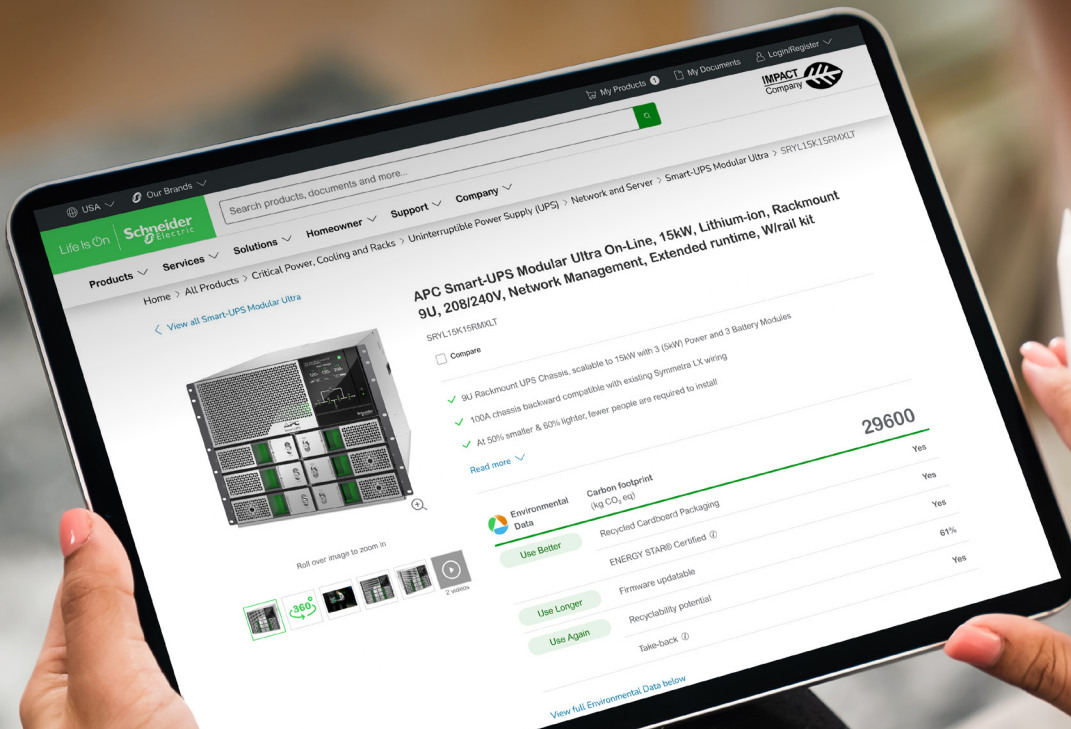 USA
Our Brands
My Products 1
My Documents
Login/Register
Life Is On
Schneider
Electric
Search products, documents and more...
IMPACT
Company
Products
Services
Solutions
Homeowner
Support
Company
Home > All Products > Critical Power, Cooling and Racks > Uninterruptible Power Supply (UPS) > Network and Server > Smart-UPS Modular Ultra > SRYL15K15RMXLT
View all Smart-UPS Modular Ultra
APC Smart-UPS Modular Ultra On-Line, 15kW, Lithium-ion, Rackmount
9U, 208/240V, Network Management, Extended runtime, W/rail kit
SRYL15K15RMXLT
Compare
9U Rackmount UPS Chassis, scalable to 15kW with 3 (5kW) Power and 3 Battery Modules
100A chassis backward compatible with existing Symmetra LX wiring
At 50% smaller & 60% lighter, fewer people are required to install
Read more
APC
Roll over image to zoom in
360°
2 videos
Environmental
Data
Carbon footprint
(kg CO₂ eq)
29600
Use Better
Recycled Cardboard Packaging
Yes
ENERGY STAR® Certified
Yes
Use Longer
Firmware updatable
Yes
Use Again
Recyclability potential
61%
Take-back
Yes
View full Environmental Data below